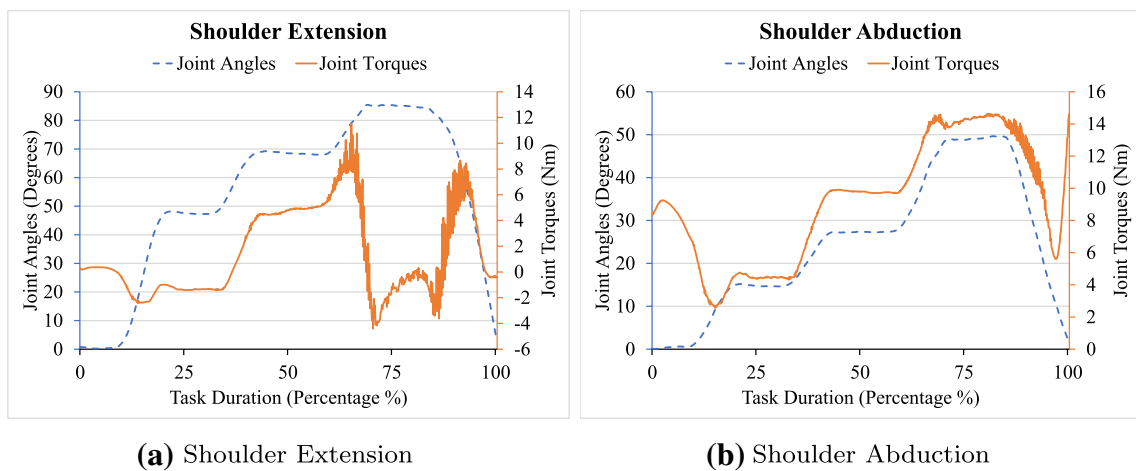 Shoulder Extension
Joint Angles Joint Torques
90
80
70
60
50
40
30
20
10
0
Joint Angles (Degrees)
14
12
10
8
6
4
2
0
-2
-4
-6
Joint Torques (Nm)
0 25 50 75 100
Task Duration (Percentage %)
(a) Shoulder Extension
Shoulder Abduction
Joint Angles Joint Torques
60
50
40
30
20
10
0
Joint Angles (Degrees)
16
14
12
10
8
6
4
2
0
Joint Torques (Nm)
0 25 50 75 100
Task Duration (Percentage %)
(b) Shoulder Abduction